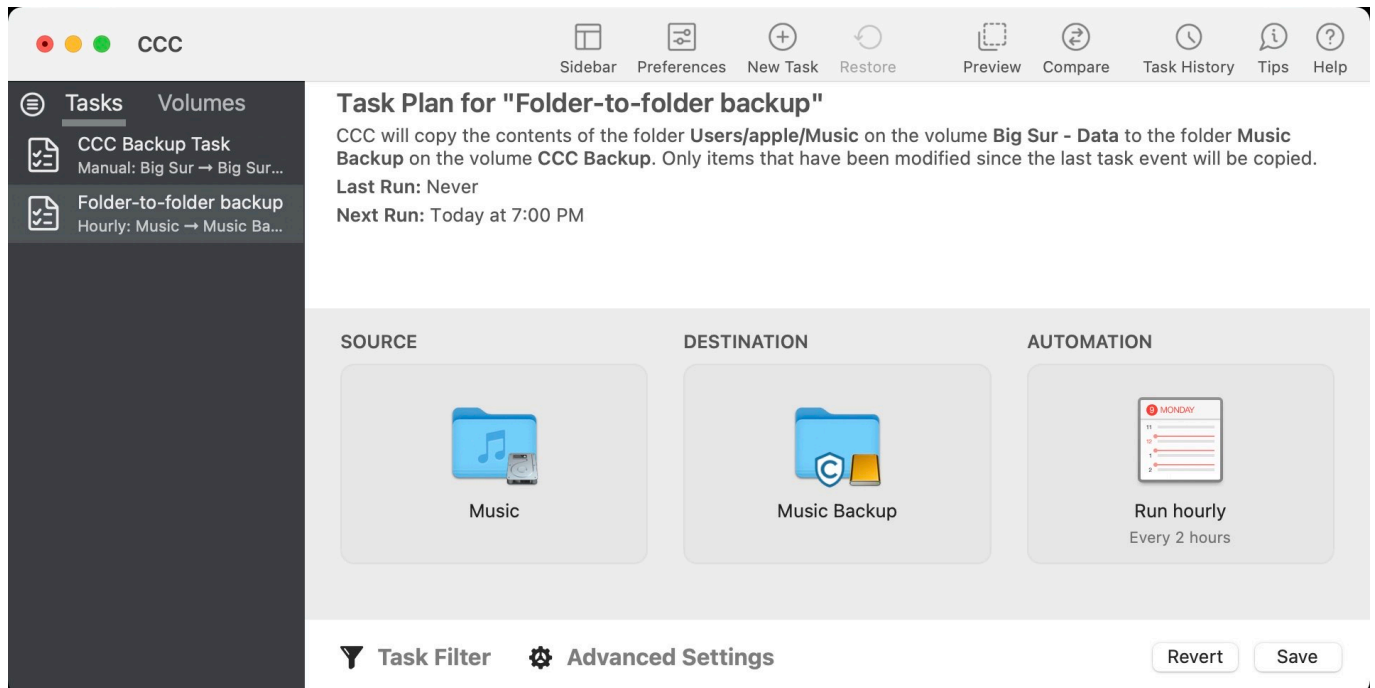 CCC
Sidebar
Preferences
New Task
Restore
Preview
Compare
Task History
Tips
Help
Tasks
Volumes
CCC Backup Task
Manual: Big Sur → Big Sur...
Folder-to-folder backup
Hourly: Music → Music Ba...
Task Plan for "Folder-to-folder backup"
CCC will copy the contents of the folder Users/apple/Music on the volume Big Sur - Data to the folder Music
Backup on the volume CCC Backup. Only items that have been modified since the last task event will be copied.
Last Run: Never
Next Run: Today at 7:00 PM
SOURCE
DESTINATION
AUTOMATION
Music
C
Music Backup
9 MONDAY
11
1
2
Run hourly
Every 2 hours
Task Filter
Advanced Settings
Revert
Save